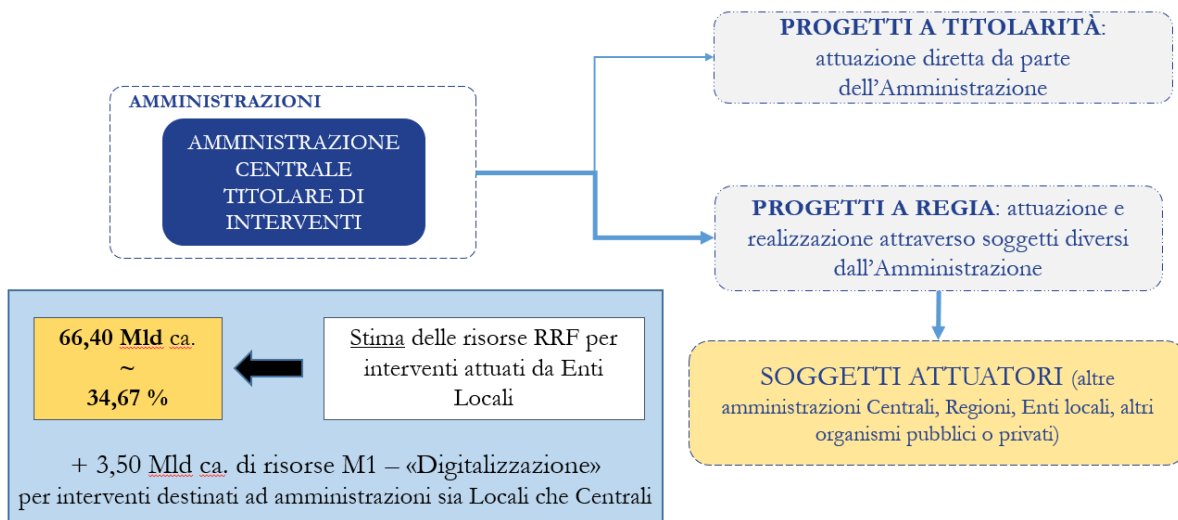 PROGETTI A TITOLARITÀ:
attuazione diretta da parte
dell'Amministrazione
AMMINISTRAZIONI
AMMINISTRAZIONE
CENTRALE
TITOLARE DI
INTERVENTI
PROGETTI A REGIA: attuazione e
realizzazione attraverso soggetti diversi
dall'Amministrazione
66,40 Mld ca.
~
34,67 %
Stima delle risorse RRF per
interventi attuati da Enti
Locali
+ 3,50 Mld ca. di risorse M1 – «Digitalizzazione»
per interventi destinati ad amministrazioni sia Locali che Centrali
SOGGETTI ATTUATORI (altre
amministrazioni Centrali, Regioni, Enti locali, altri
organismi pubblici o privati)